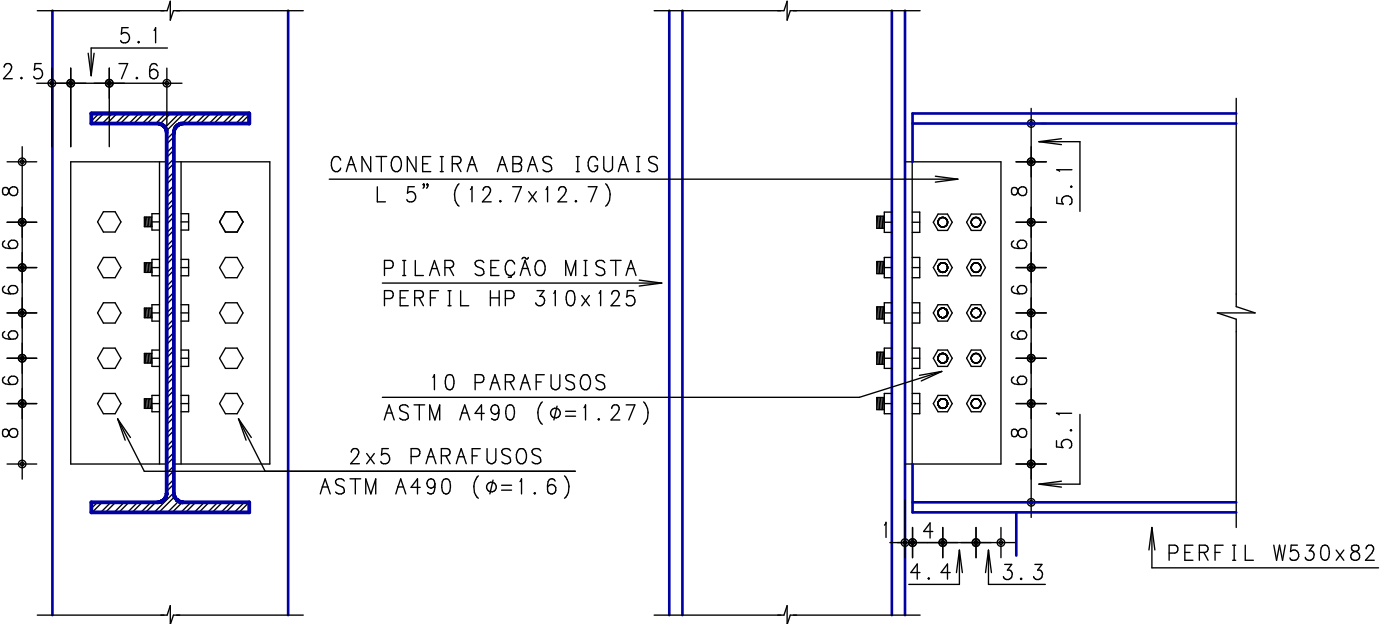 5.1
2.5
7.6
8
6
6
6
6
8
CANTONEIRA ABAS IGUAIS
L 5” (12.7x12.7)
PILAR SEÇÃO MISTA
PERFIL HP 310x125
10 PARAFUSOS
ASTM A490 (φ=1.27)
2x5 PARAFUSOS
ASTM A490 (φ=1.6)
5.1
8
6
6
6
6
8
5.1
1
4
4.4
3.3
PERFIL W530x82